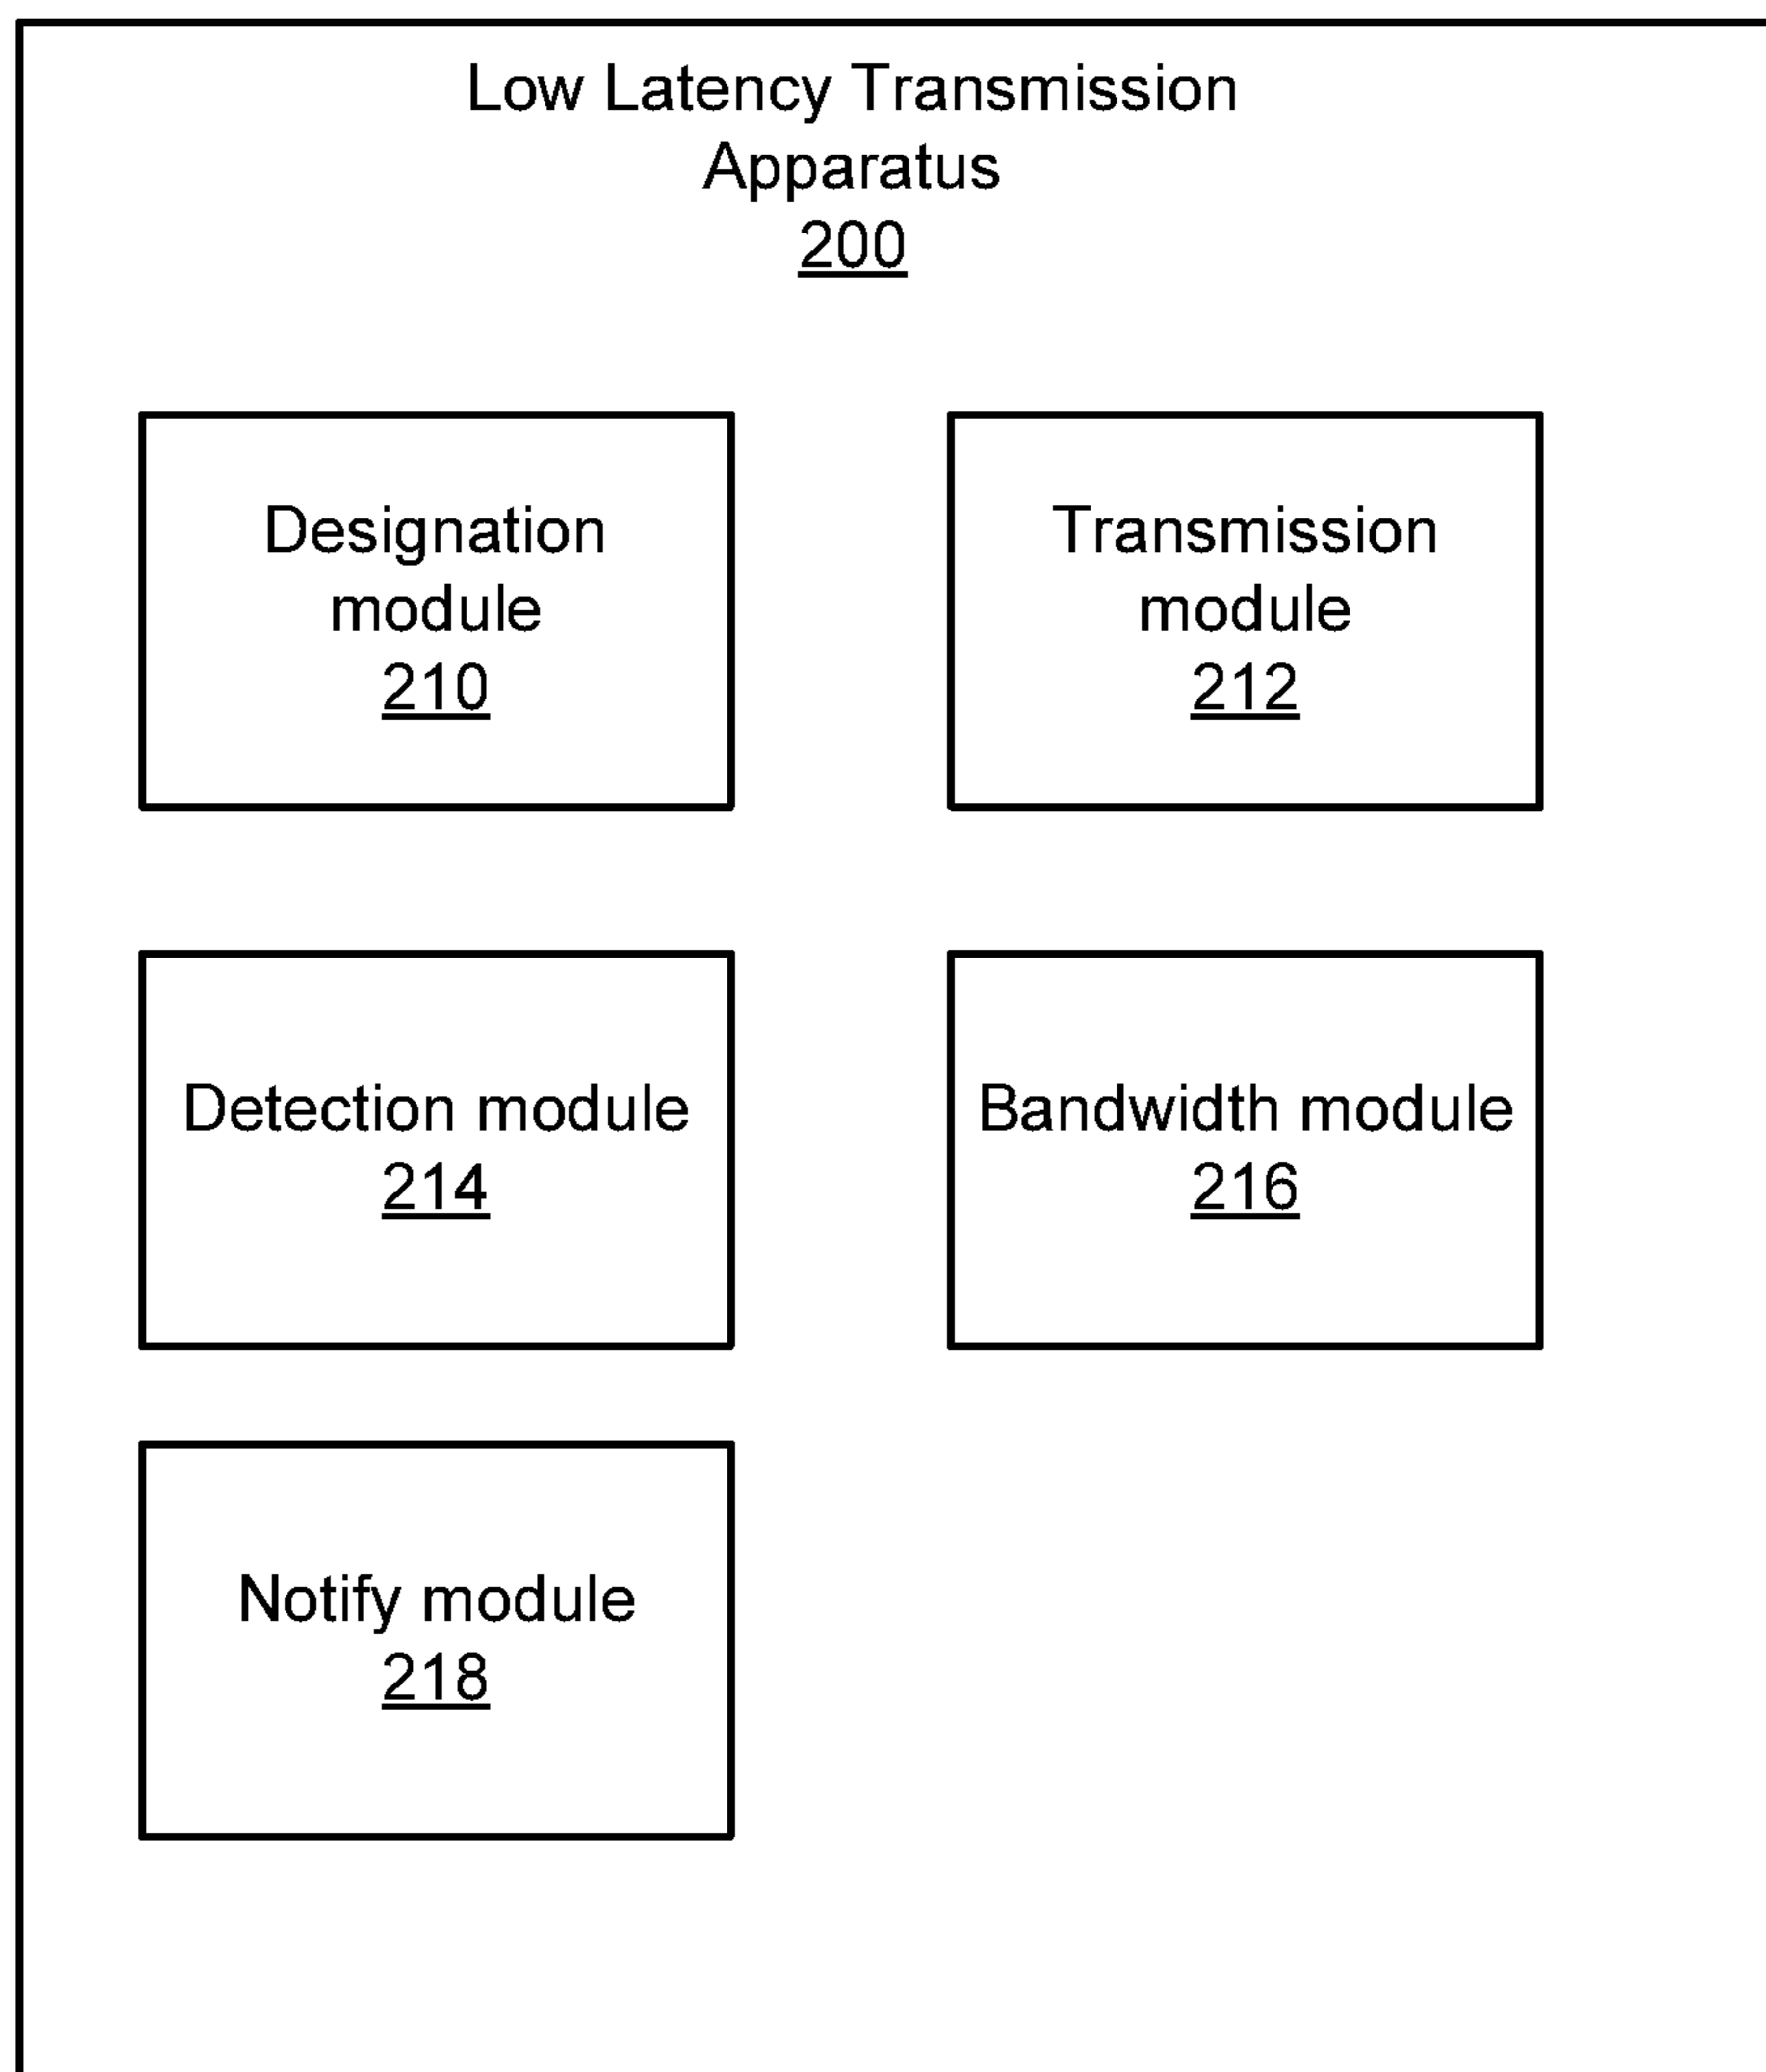 Low Latency Transmission
Apparatus
200
Designation
module
210
Transmission
module
212
Detection module
214
Bandwidth module
216
Notify module
218